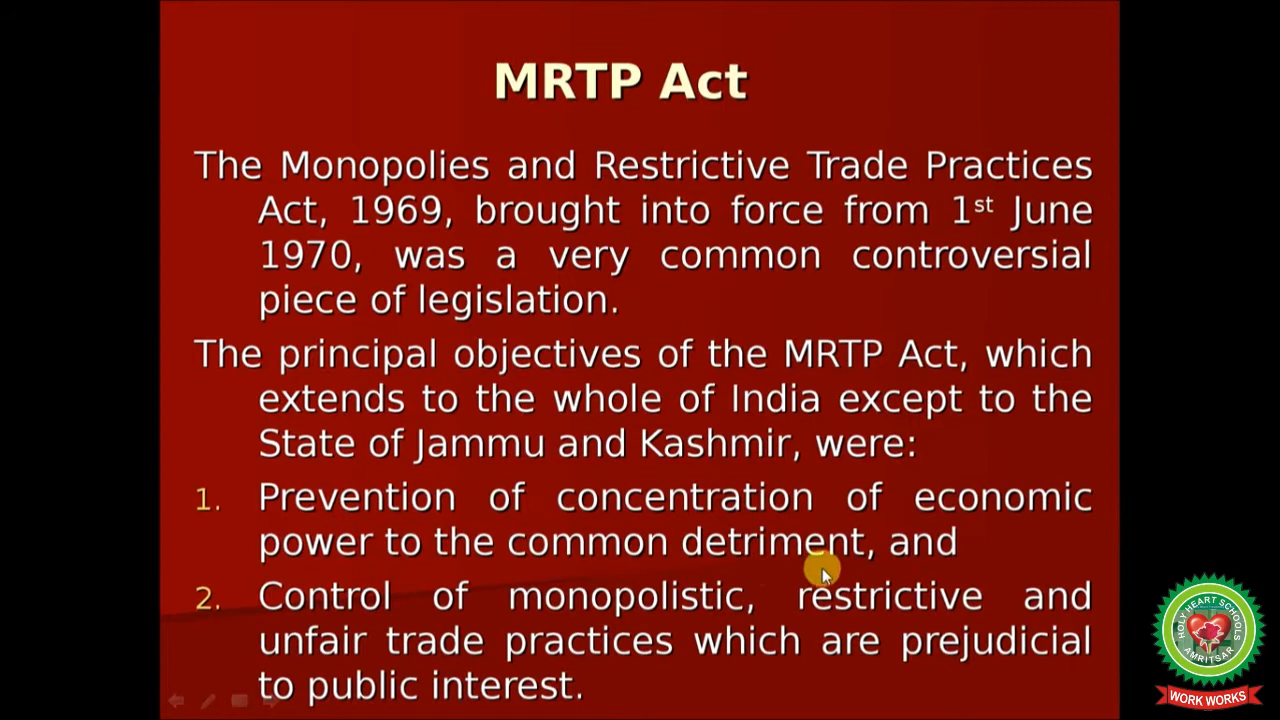 MRTP Act
The Monopolies and Restrictive Trade Practices
Act, 1969, brought into force from 1st June
1970, was a very common controversial
piece of legislation.
The principal objectives of the MRTP Act, which
extends to the whole of India except to the
State of Jammu and Kashmir, were:
1. Prevention of concentration of economic
power to the common detriment, and
2. Control of monopolistic, restrictive and
unfair trade practices which are prejudicial
to public interest.
HOLY HEART SCHOOLS
AMRITSAR
WORK WORKS